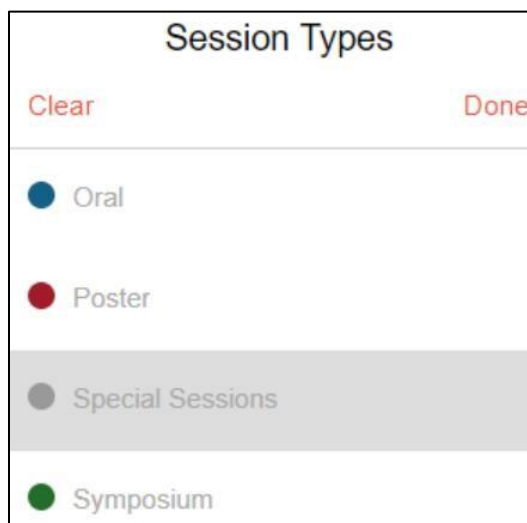 Session Types
Clear Done
Oral
Poster
Special Sessions
Symposium